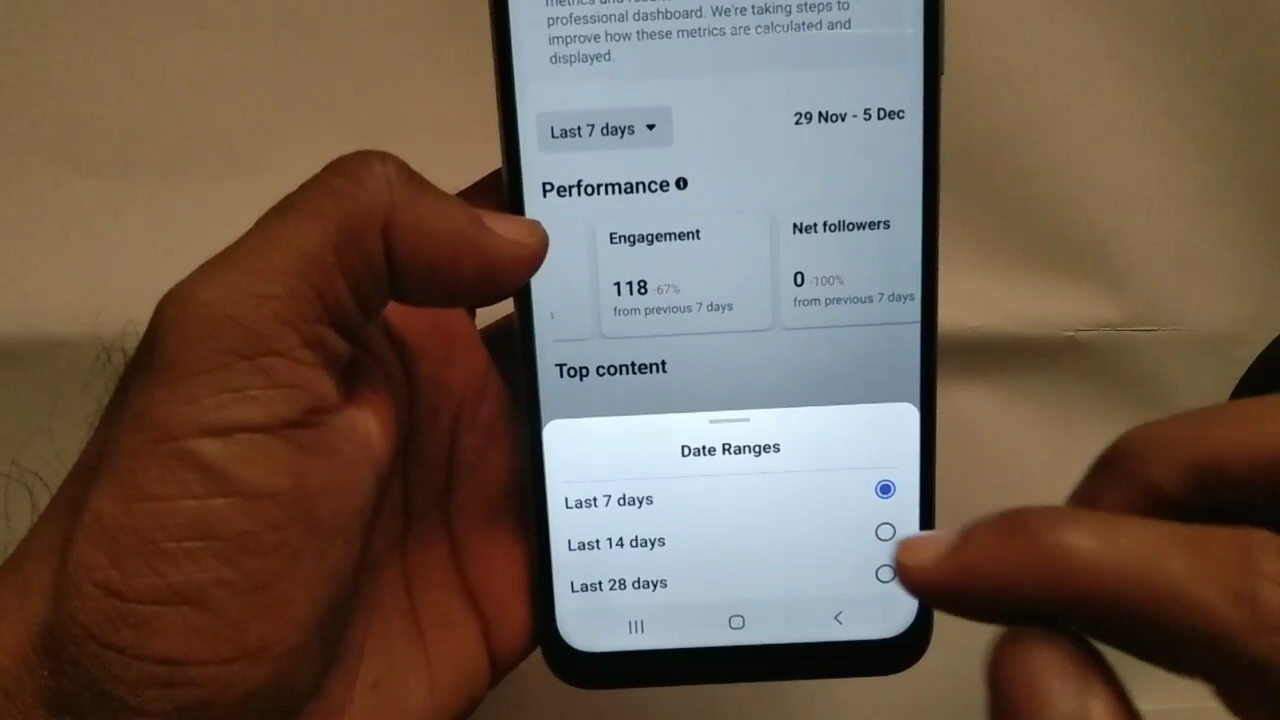 metrics and
professional dashboard. We're taking steps to
improve how these metrics are calculated and
displayed.
Last 7 days
29 Nov - 5 Dec
Performance
Engagement
118 -67%
from previous 7 days
Net followers
0 -100%
from previous 7 days
s
Top content
Date Ranges
Last 7 days
Last 14 days
Last 28 days